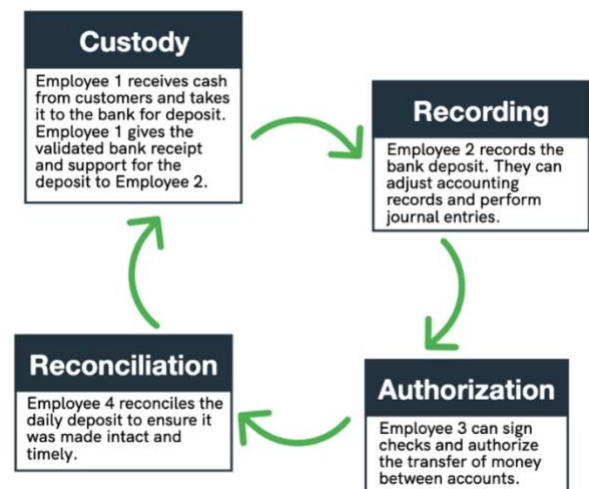 Custody
Employee 1 receives cash
from customers and takes
it to the bank for deposit.
Employee 1 gives the
validated bank receipt
and support for the
deposit to Employee 2.
Recording
Employee 2 records the
bank deposit. They can
adjust accounting
records and perform
journal entries.
Authorization
Employee 3 can sign
checks and authorize
the transfer of money
between accounts.
Reconciliation
Employee 4 reconciles the
daily deposit to ensure it
was made intact and
timely.